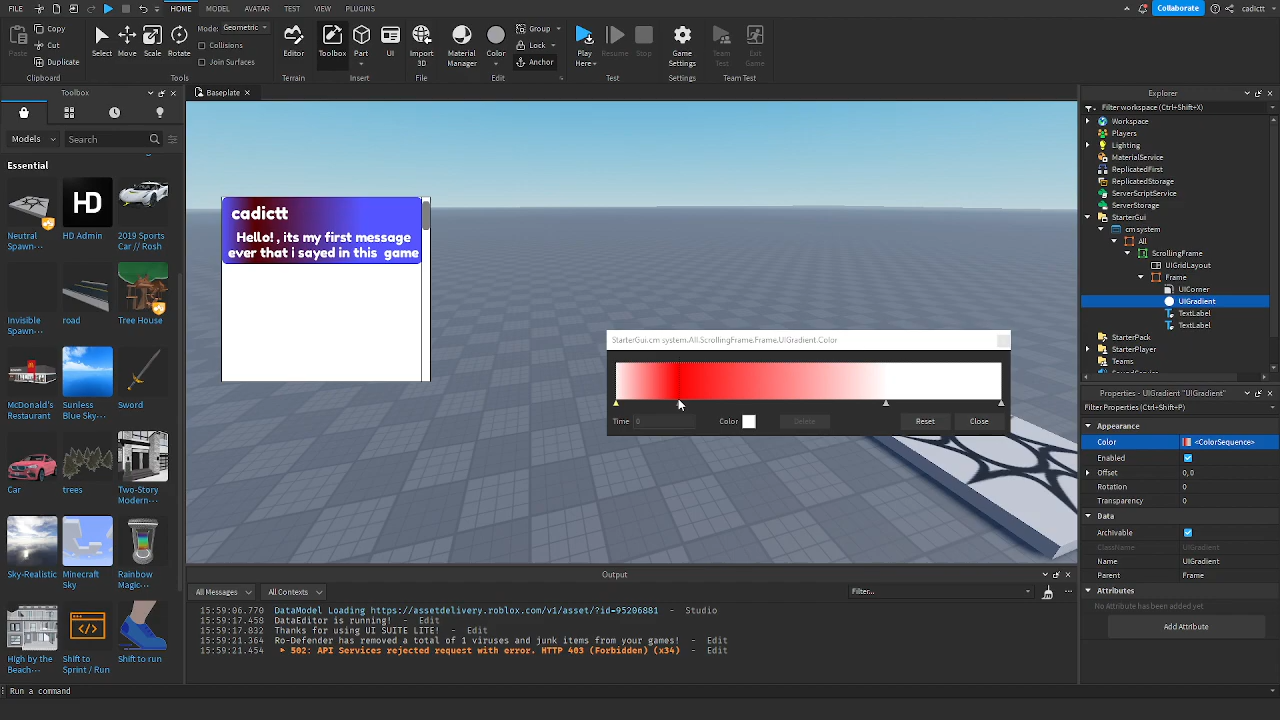 FILE HOME MODEL AVATAR TEST VIEW PLUGINS Collaborate cadictt
Paste Copy Cut Duplicate Clipboard
Select Move Scale Rotate Mode: Geometric Collisions Join Surfaces Tools
Editor Terrain
Toolbox Part UI Insert
Import 3D File
Material Manager Color Group Lock Anchor Edit
Play Here Resume Stop Test
Game Settings Settings
Team Test Exit Game Team Test
Toolbox
Models Search
Essential
Neutral Spawn··· HD Admin 2019 Sports Car // Rosh
Invisible Spawn··· road Tree House
McDonald's Restaurant Sunless Blue Sky··· Sword
Car trees Two-Story Modern···
Sky-Realistic Minecraft Sky Rainbow Magic···
High by the Beach··· Shift to Sprint / Run Shift to run
Baseplate
cadictt
Hello! , its my first message
ever that i sayed in this game
HD
StarterGui.cm system.All.ScrollingFrame.Frame.UIGradient.Color
Time 0 Color Delete Reset Close
Output
All Messages All Contexts Filter...
15:59:06.770 DataModel Loading https://assetdelivery.roblox.com/v1/asset/?id=95206881 - Studio
15:59:17.458 DataEditor is running! - Edit
15:59:17.832 Thanks for using UI SUITE LITE! - Edit
15:59:21.364 Ro-Defender has removed a total of 1 viruses and junk items from your games! - Edit
15:59:21.454 ▸ 502: API Services rejected request with error. HTTP 403 (Forbidden) (x34) - Edit
Run a command
Explorer
Filter workspace (Ctrl+Shift+X)
Workspace
Players
Lighting
MaterialService
ReplicatedFirst
ReplicatedStorage
ServerScriptService
ServerStorage
StarterGui
cm system
All
ScrollingFrame
UIGridLayout
Frame
UICorner
UIGradient
TextLabel
TextLabel
StarterPack
StarterPlayer
Teams
Properties - UIGradient
Filter Properties (Ctrl+Shift+P)
Appearance
Color <ColorSequence>
Enabled
Offset 0, 0
Rotation 0
Transparency 0
Data
Archivable
ClassName UIGradient
Name UIGradient
Parent Frame
Attributes
No Attribute has been added yet
Add Attribute